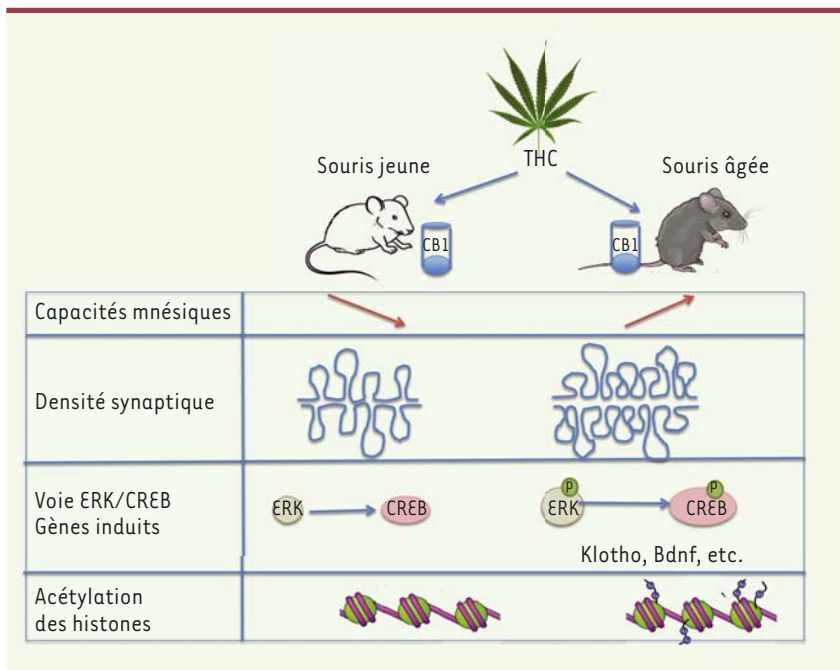 THC
Souris jeune
Souris âgée
CB1
CB1
Capacités mnésiques
Densité synaptique
Voie ERK/CREB
Gènes induits
ERK
CREB
P
ERK
P
CREB
Klotho, Bdnf, etc.
Acétylation
des histones